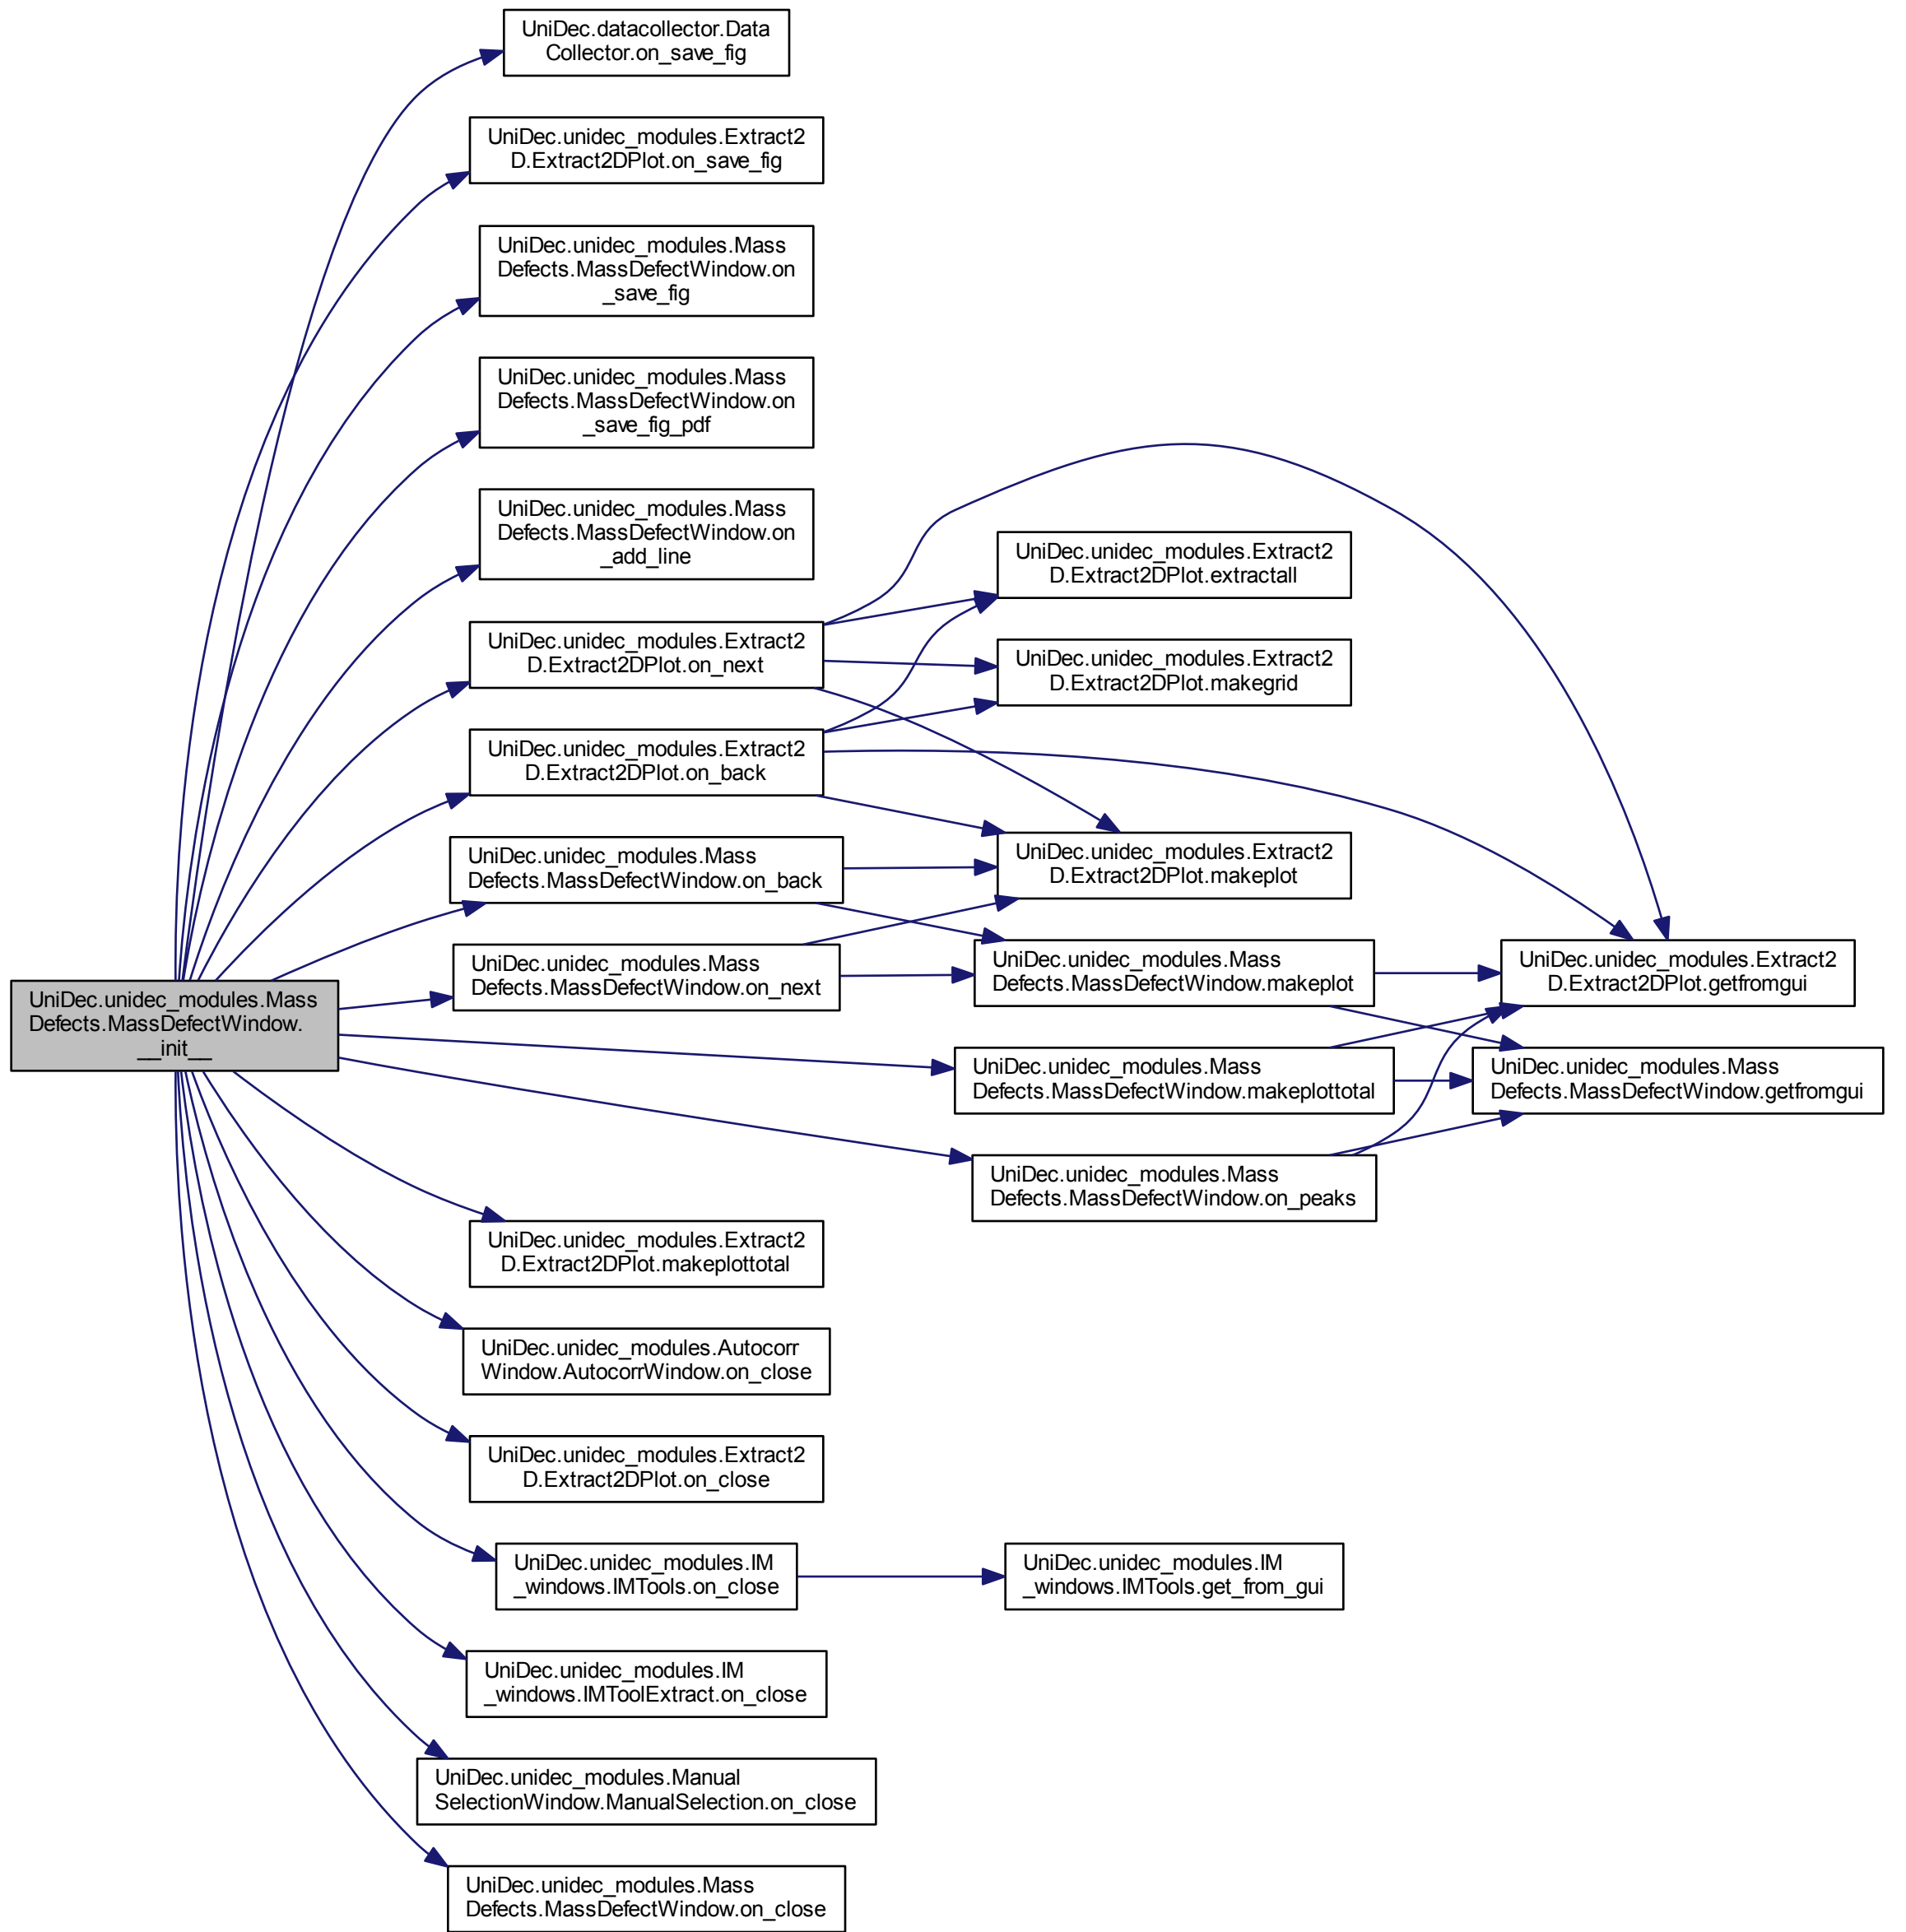 UniDec.datacollector.Data
Collector.on_save_fig
UniDec.unidec_modules.Extract2
D.Extract2DPlot.on_save_fig
UniDec.unidec_modules.Mass
Defects.MassDefectWindow.on
_save_fig
UniDec.unidec_modules.Mass
Defects.MassDefectWindow.on
_save_fig_pdf
UniDec.unidec_modules.Mass
Defects.MassDefectWindow.on
_add_line
UniDec.unidec_modules.Extract2
D.Extract2DPlot.extractall
UniDec.unidec_modules.Extract2
D.Extract2DPlot.on_next
UniDec.unidec_modules.Extract2
D.Extract2DPlot.makegrid
UniDec.unidec_modules.Extract2
D.Extract2DPlot.on_back
UniDec.unidec_modules.Extract2
D.Extract2DPlot.makeplot
UniDec.unidec_modules.Mass
Defects.MassDefectWindow.on_back
UniDec.unidec_modules.Mass
Defects.MassDefectWindow.on_next
UniDec.unidec_modules.Mass
Defects.MassDefectWindow.makeplot
UniDec.unidec_modules.Extract2
D.Extract2DPlot.getfromgui
UniDec.unidec_modules.Mass
Defects.MassDefectWindow.
__init__
UniDec.unidec_modules.Mass
Defects.MassDefectWindow.makeplottotal
UniDec.unidec_modules.Mass
Defects.MassDefectWindow.getfromgui
UniDec.unidec_modules.Mass
Defects.MassDefectWindow.on_peaks
UniDec.unidec_modules.Extract2
D.Extract2DPlot.makeplottotal
UniDec.unidec_modules.Autocorr
Window.AutocorrWindow.on_close
UniDec.unidec_modules.Extract2
D.Extract2DPlot.on_close
UniDec.unidec_modules.IM
_windows.IMTools.on_close
UniDec.unidec_modules.IM
_windows.IMTools.get_from_gui
UniDec.unidec_modules.IM
_windows.IMToolExtract.on_close
UniDec.unidec_modules.Manual
SelectionWindow.ManualSelection.on_close
UniDec.unidec_modules.Mass
Defects.MassDefectWindow.on_close